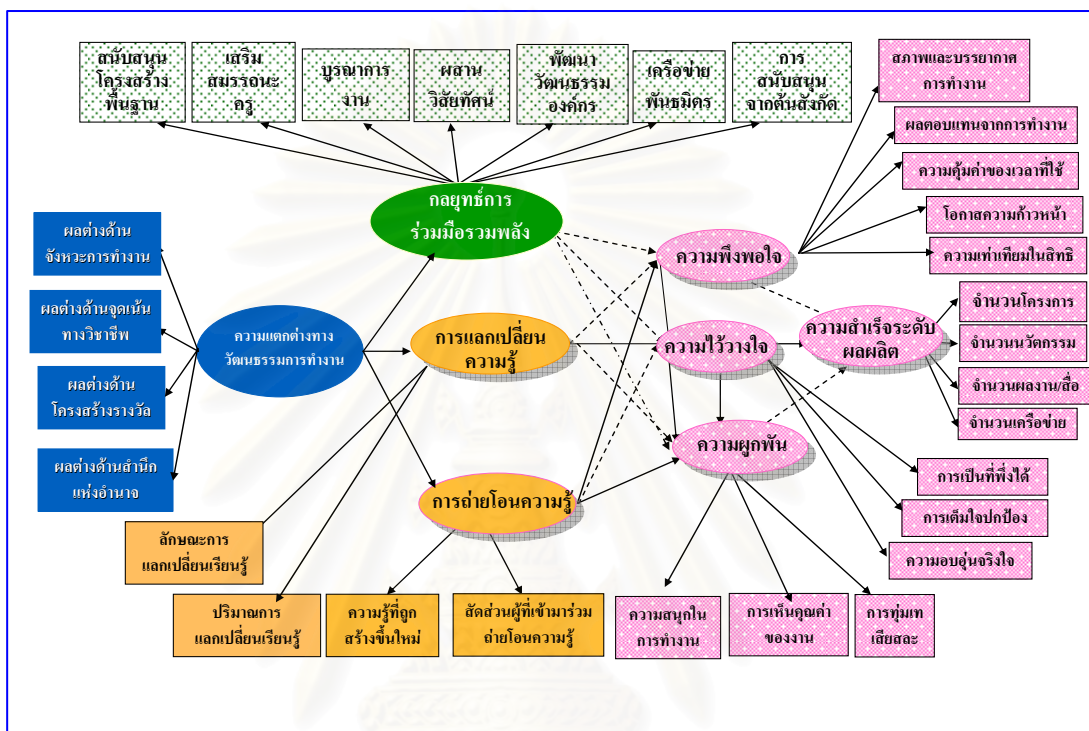 สนับสนุน
โครงสร้าง
พื้นฐาน
เสริม
สมรรถนะ
ครู
บูรณาการ
งาน
ผสาน
วิสัยทัศน์
พัฒนา
วัฒนธรรม
องค์กร
เครือข่าย
พันธมิตร
การ
สนับสนุน
จากต้นสังกัด
สภาพและบรรยากาศ
การทำงาน
ผลตอบแทนจากการทำงาน
ความคุ้มค่าของเวลาที่ใช้
โอกาสความก้าวหน้า
ความเท่าเทียมในสิทธิ
กลยุทธ์การ
ร่วมมือรวมพลัง
ผลต่างด้าน
จังหวะการทำงาน
ผลต่างด้านจุดเน้น
ทางวิชาชีพ
ผลต่างด้าน
โครงสร้างรางวัล
ผลต่างด้านสำนึก
แห่งอำนาจ
ความแตกต่างทาง
วัฒนธรรมการทำงาน
การแลกเปลี่ยน
ความรู้
การถ่ายโอนความรู้
ความพึงพอใจ
ความไว้วางใจ
ความผูกพัน
ความสำเร็จระดับ
ผลผลิต
จำนวนโครงการ
จำนวนนวัตกรรม
จำนวนผลงาน/สื่อ
จำนวนเครือข่าย
การเป็นที่พึ่งได้
การเต็มใจปกป้อง
ความอบอุ่นจริงใจ
ลักษณะการ
แลกเปลี่ยนเรียนรู้
ปริมาณการ
แลกเปลี่ยนเรียนรู้
ความรู้ที่ถูก
สร้างขึ้นใหม่
สัดส่วนผู้ที่เข้ามาร่วม
ถ่ายโอนความรู้
ความสนุกใน
การทำงาน
การเห็นคุณค่า
ของงาน
การทุ่มเท
เสียสละ